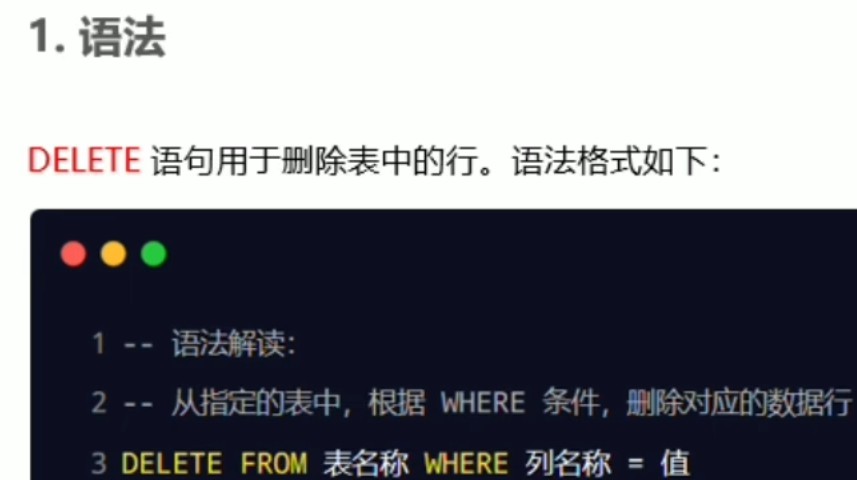 1. 语法
DELETE 语句用于删除表中的行。语法格式如下：
1 -- 语法解读：
2 -- 从指定的表中，根据 WHERE 条件，删除对应的数据行
3 DELETE FROM 表名称 WHERE 列名称 = 值